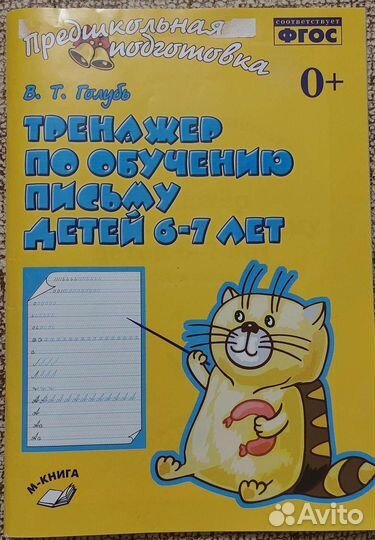 Предшкольная
подготовка
соответствует
ФГОС
0+
В. Т. Голубь
ТРЕНАЖЕР
ПО ОБУЧЕНИЮ
ПИСЬМУ
ДЕТЕЙ 6-7 ЛЕТ
М-КНИГА
Avito